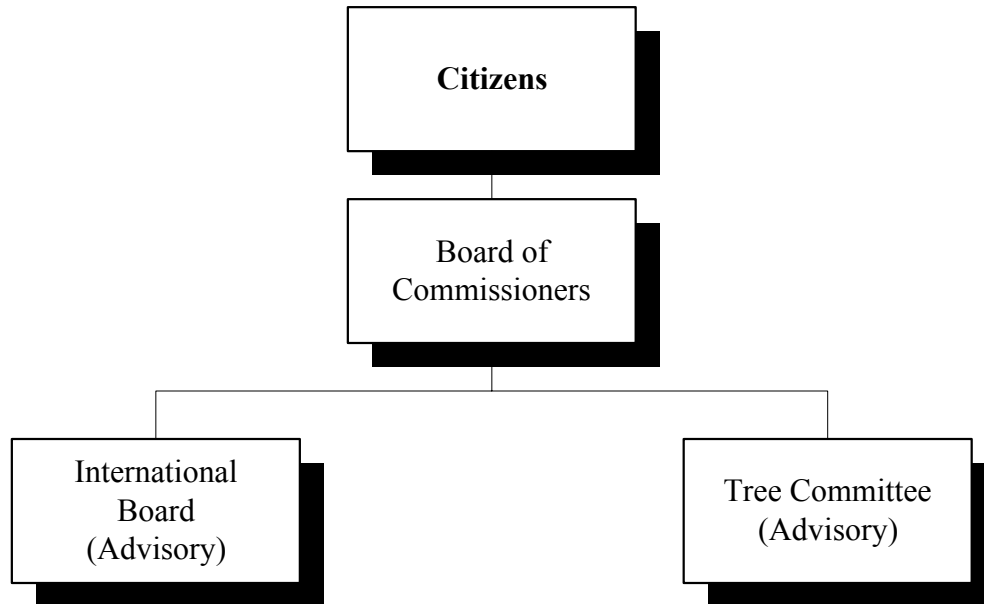 Citizens
Board of
Commissioners
International
Board
(Advisory)
Tree Committee
(Advisory)